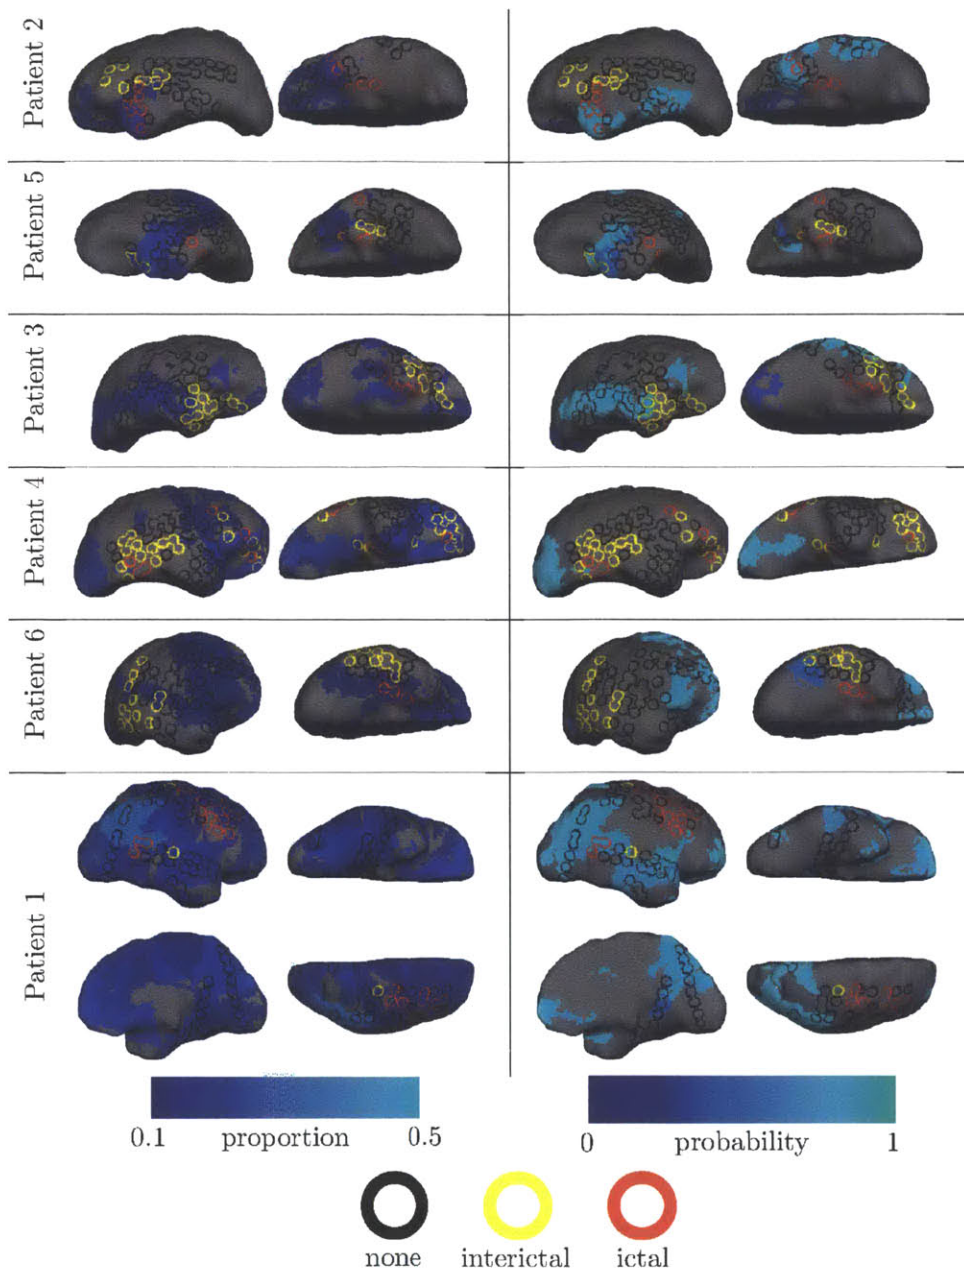 Patient 2
Patient 5
Patient 3
Patient 4
Patient 6
Patient 1
0.1 proportion 0.5
0 probability 1
none interictal ictal